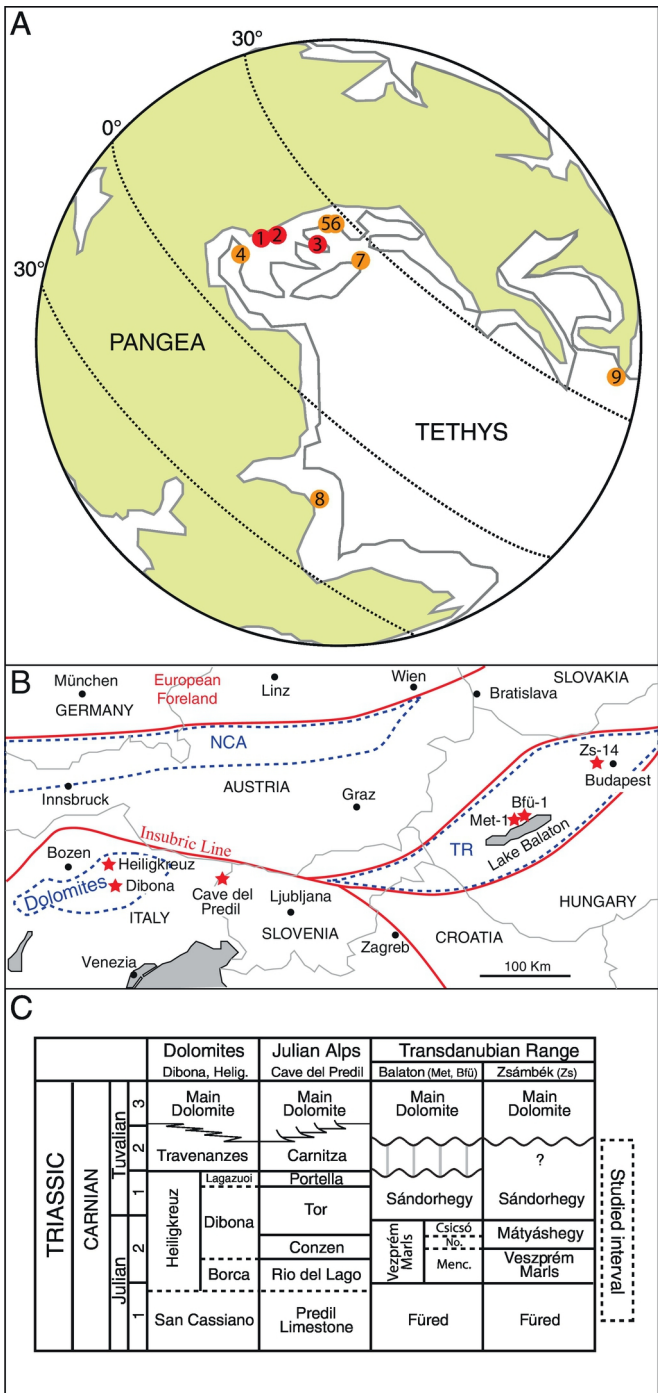 A
30°
0°
30°
1
2
56
3
4
7
PANGEA
9
TETHYS
8
B
München
GERMANY
European
Foreland
Linz
Wien
SLOVAKIA
Bratislava
NCA
Zs-14
Budapest
AUSTRIA
Innsbruck
Graz
Bfü-1
Met-1
Insubric Line
Lake Balaton
TR
Bozen
Heiligkreuz
Dolomites
Dibona
Cave del
Predil
ITALY
Ljubljana
SLOVENIA
HUNGARY
Zagreb
CROATIA
Venezia
100 Km
C
Dolomites
Julian Alps
Transdanubian Range
Dibona, Helig.
Cave del Predil
Balaton (Met, Bfü)
Zsámbék (Zs)
TRIASSIC
CARNIAN
Tuvalian
3
2
1
Julian
2
1
Main
Dolomite
Main
Dolomite
Main
Dolomite
Main
Dolomite
Travenanzes
Carnitza
?
Heiligkreuz
Lagazuoi
Portella
Sándorhegy
Sándorhegy
Dibona
Tor
Vezprém
Marls
Csicsó
No.
Menc.
Mátyáshegy
Conzen
Veszprém
Marls
Borca
Rio del Lago
San Cassiano
Predil
Limestone
Füred
Füred
Studied interval